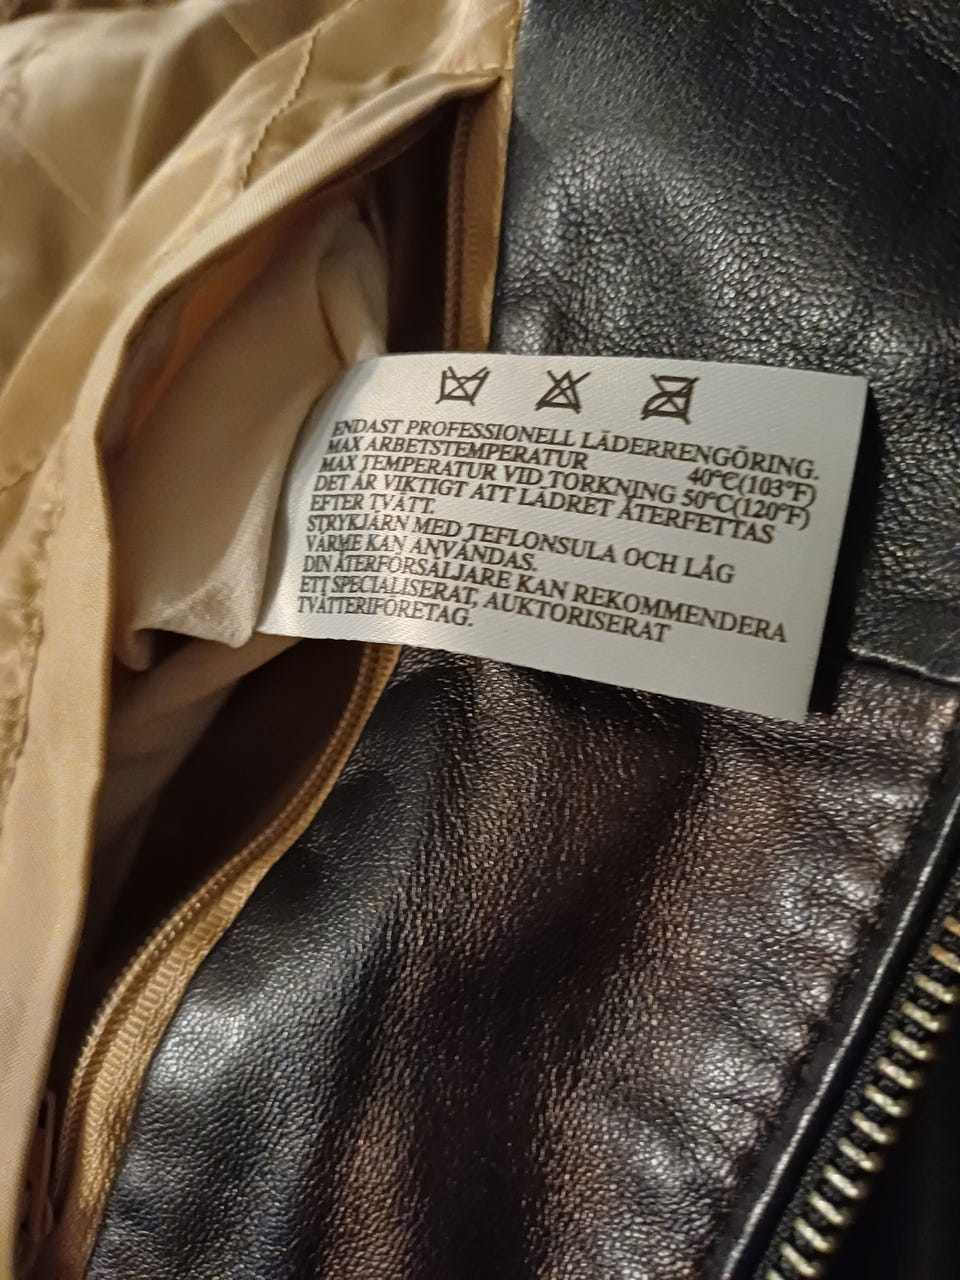 ENDAST PROFESSIONELL LÄDERRENGÖRING.
MAX ARBETSTEMPERATUR 40°C(103°F)
MAX TEMPERATUR VID TORKNING 50°C(120°F)
DET ÄR VIKTIGT ATT LÄDRET ÅTERFETTAS
EFTER TVÄTT.
STRYKJÄRN MED TEFLONSULA OCH LÅG
VÄRME KAN ANVÄNDAS.
DIN ÅTERFÖRSÄLJARE KAN REKOMMENDERA
ETT SPECIALISERAT, AUKTORISERAT
TVÄTTERIFÖRETAG.